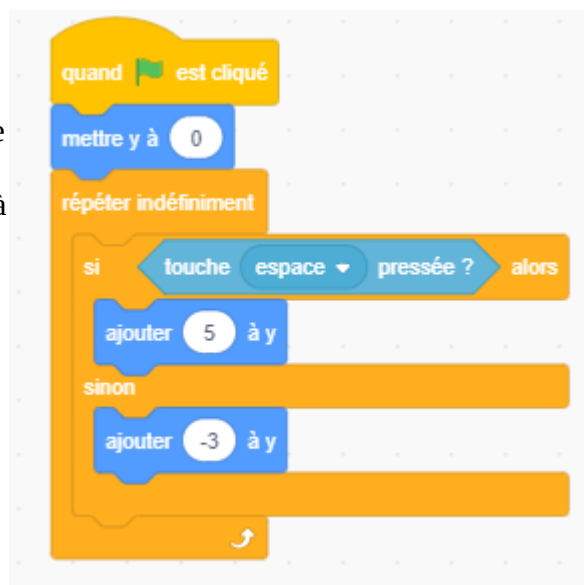 quand est cliqué
e
mettre y à 0
à
répéter indéfiniment
si touche espace pressée ? alors
ajouter 5 à y
sinon
ajouter -3 à y